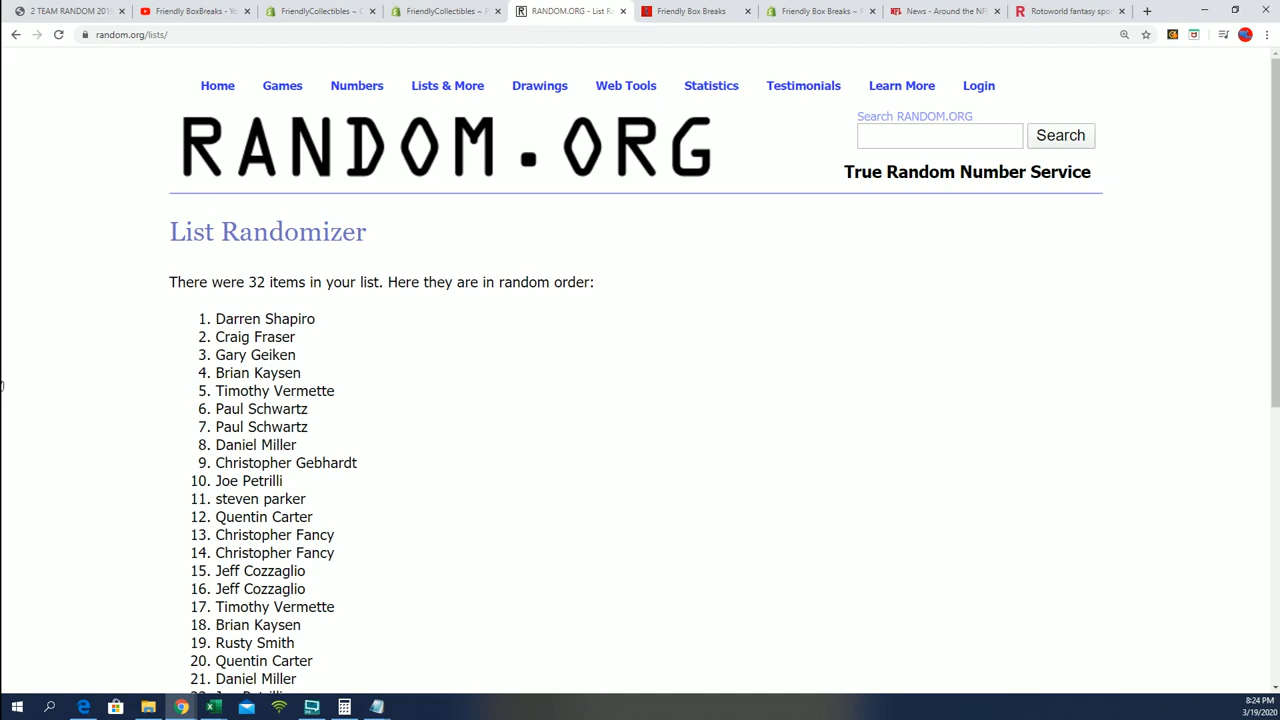 2 TEAM RANDOM 201
Friendly BoxBreaks - Yo
FriendlyCollectibles ~ C
FriendlyCollectibles ~ P
RANDOM.ORG - List Ra
Friendly Box Breaks
Friendly Box Breaks ~ F
News - Around the NFL
Rotoworld fantasy spo
random.org/lists/
Home Games Numbers Lists & More Drawings Web Tools Statistics Testimonials Learn More Login
RANDOM.ORG
Search RANDOM.ORG
Search
True Random Number Service
List Randomizer
There were 32 items in your list. Here they are in random order:
1. Darren Shapiro
2. Craig Fraser
3. Gary Geiken
4. Brian Kaysen
5. Timothy Vermette
6. Paul Schwartz
7. Paul Schwartz
8. Daniel Miller
9. Christopher Gebhardt
10. Joe Petrilli
11. steven parker
12. Quentin Carter
13. Christopher Fancy
14. Christopher Fancy
15. Jeff Cozzaglio
16. Jeff Cozzaglio
17. Timothy Vermette
18. Brian Kaysen
19. Rusty Smith
20. Quentin Carter
21. Daniel Miller
8:24 PM
3/19/2020